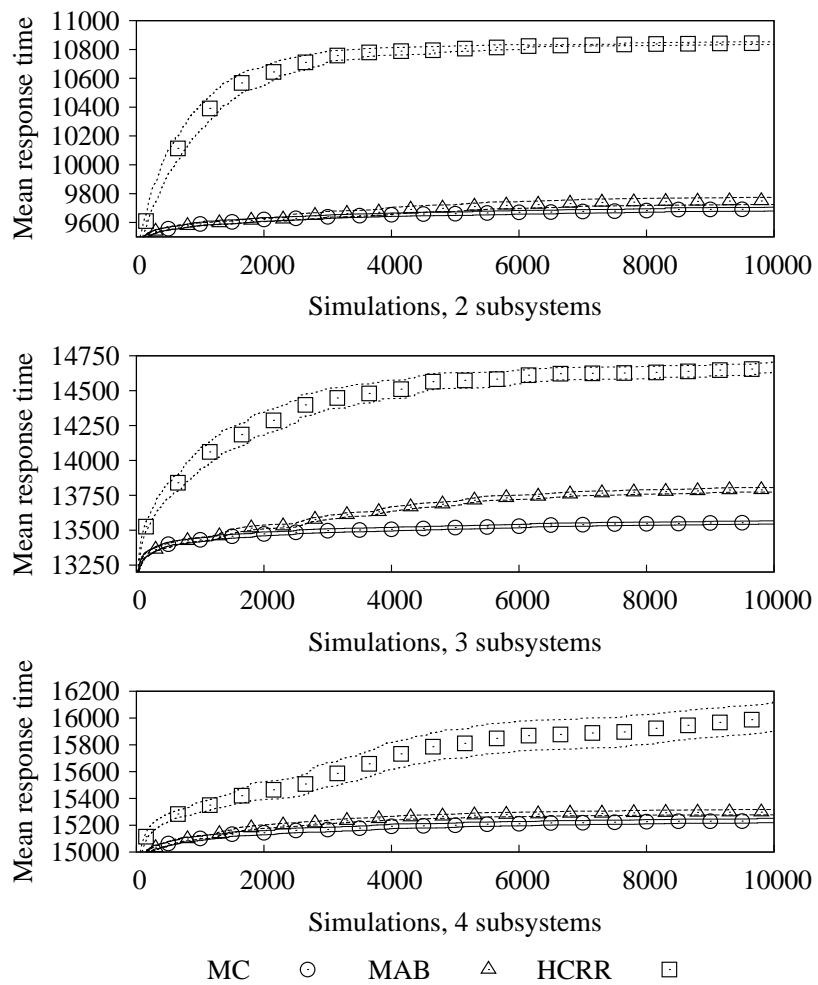 11000
10800
10600
10400
10200
10000
9800
9600
Mean response time
0 2000 4000 6000 8000 10000
Simulations, 2 subsystems
14750
14500
14250
14000
13750
13500
13250
Mean response time
0 2000 4000 6000 8000 10000
Simulations, 3 subsystems
16200
16000
15800
15600
15400
15200
15000
Mean response time
0 2000 4000 6000 8000 10000
Simulations, 4 subsystems
MC MAB HCRR